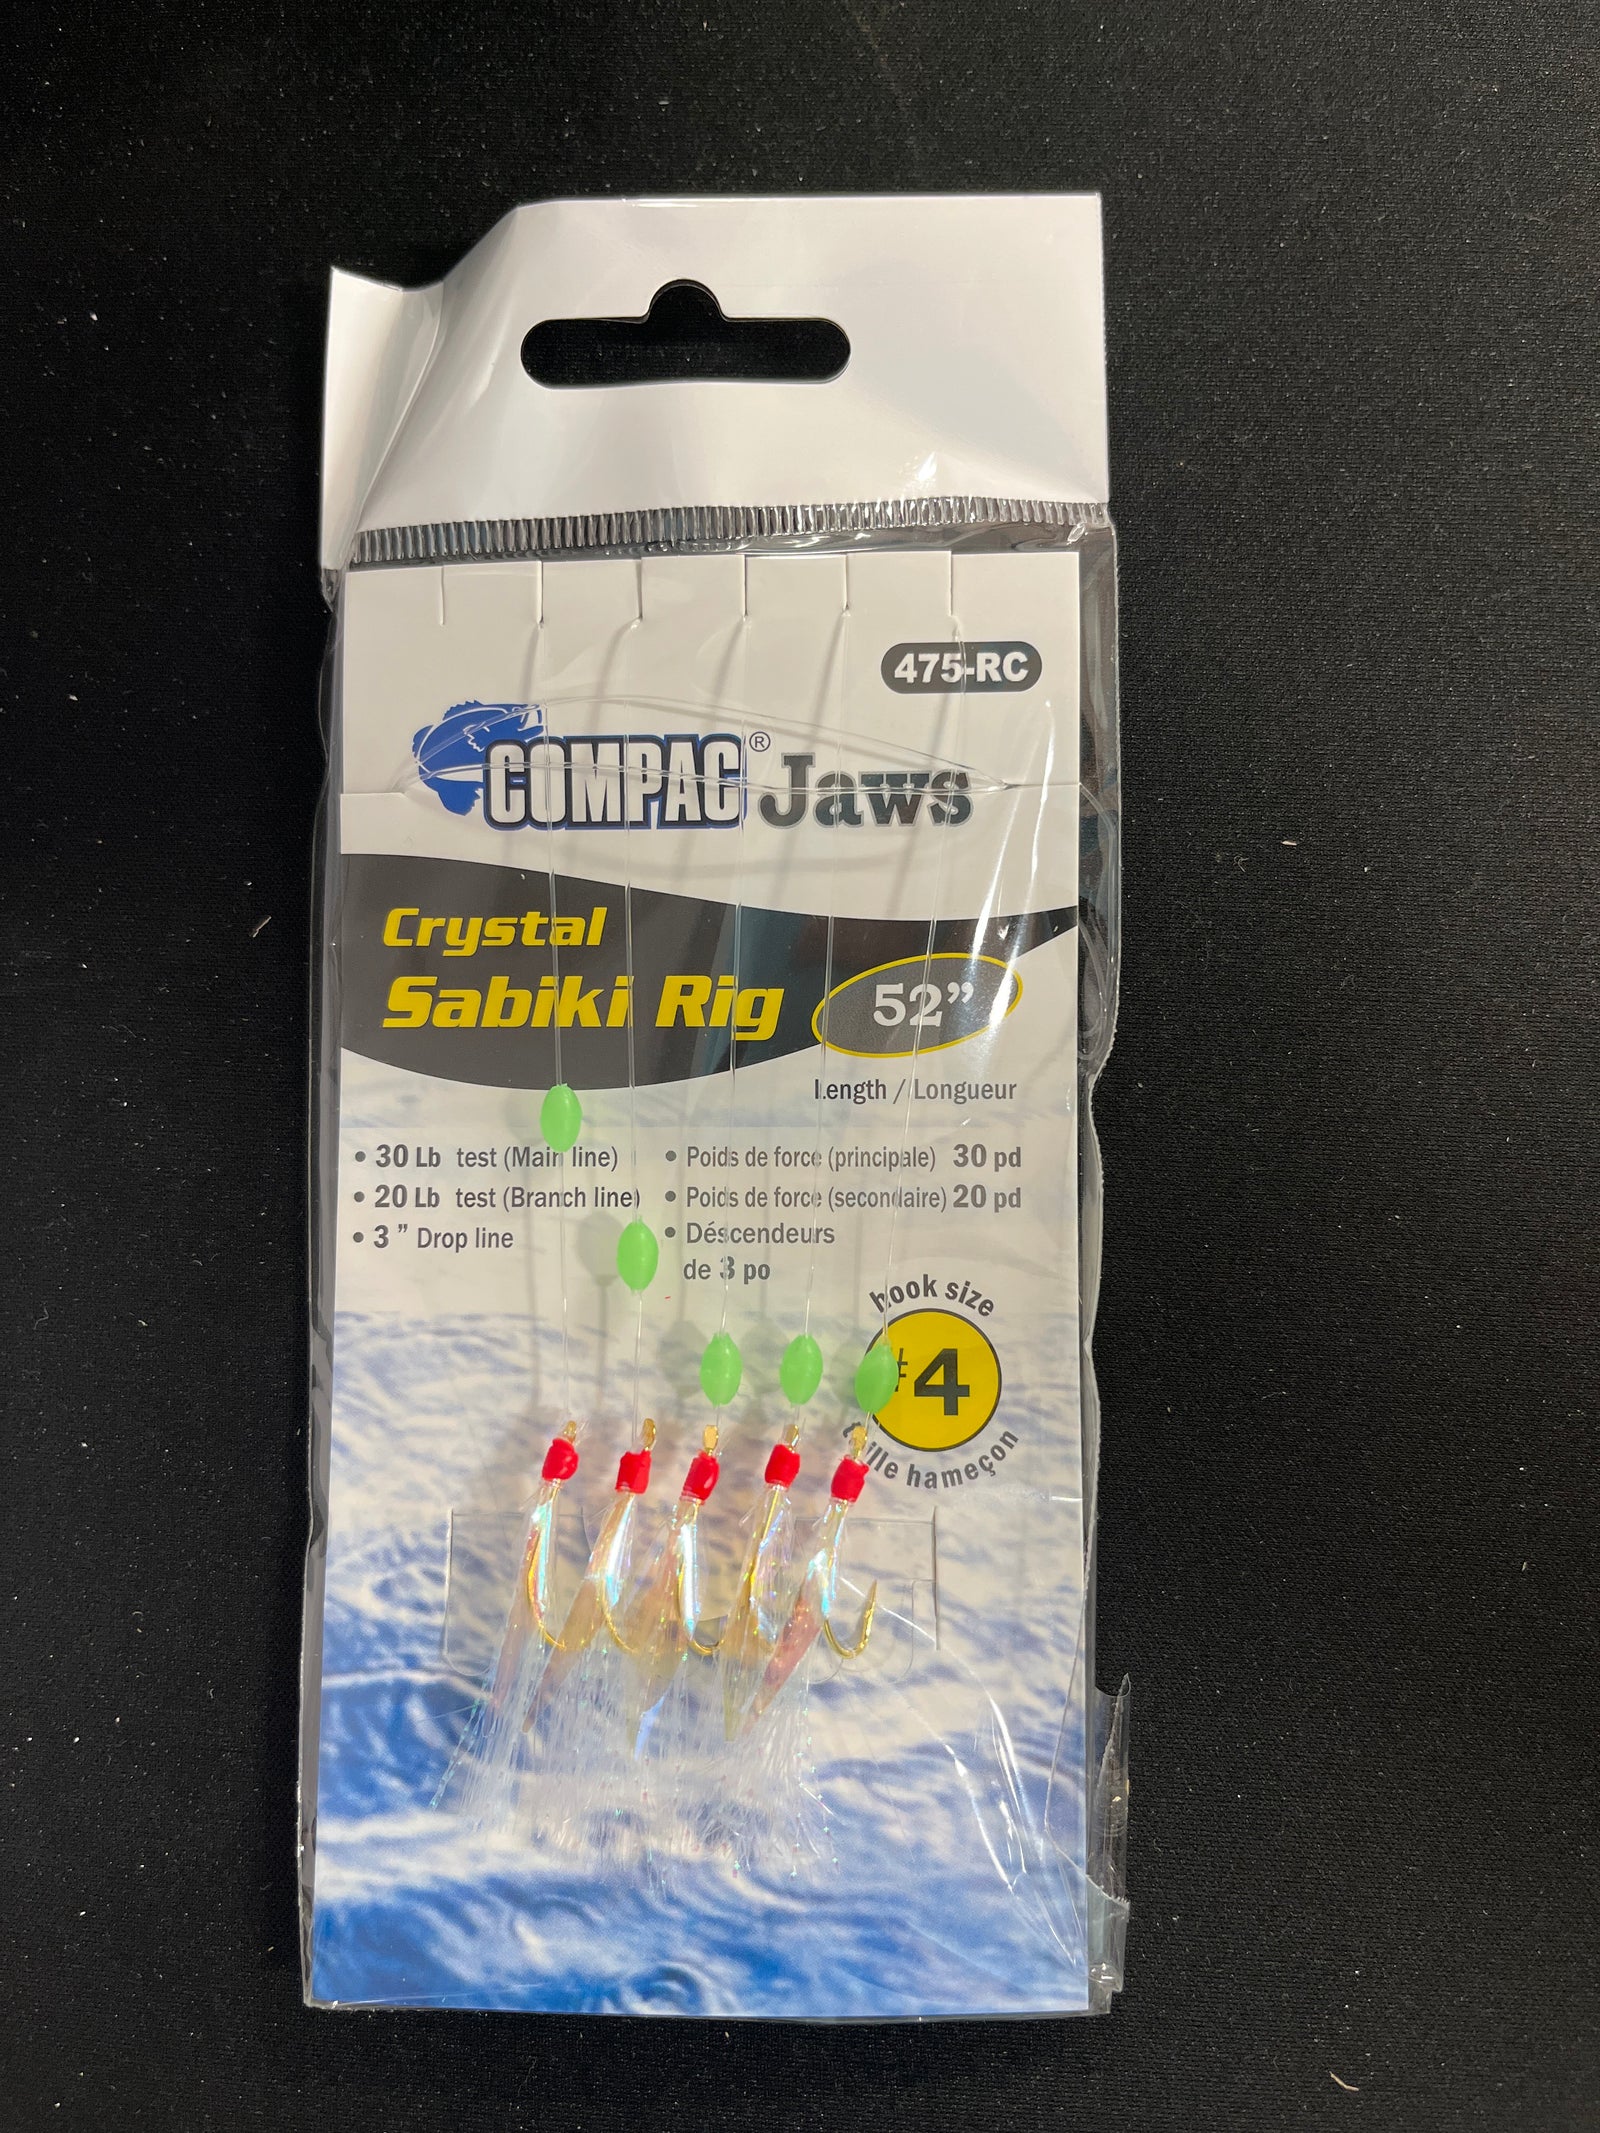 475-RC
COMPAC® Jaws
Crystal
Sabiki Rig 52”
Length / Longueur
• 30 Lb test (Main line)
• 20 Lb test (Branch line)
• 3 ” Drop line
• Poids de force (principale) 30 pd
• Poids de force (secondaire) 20 pd
• Déscendeurs
de 3 po
hook size
#4
taille hameçon